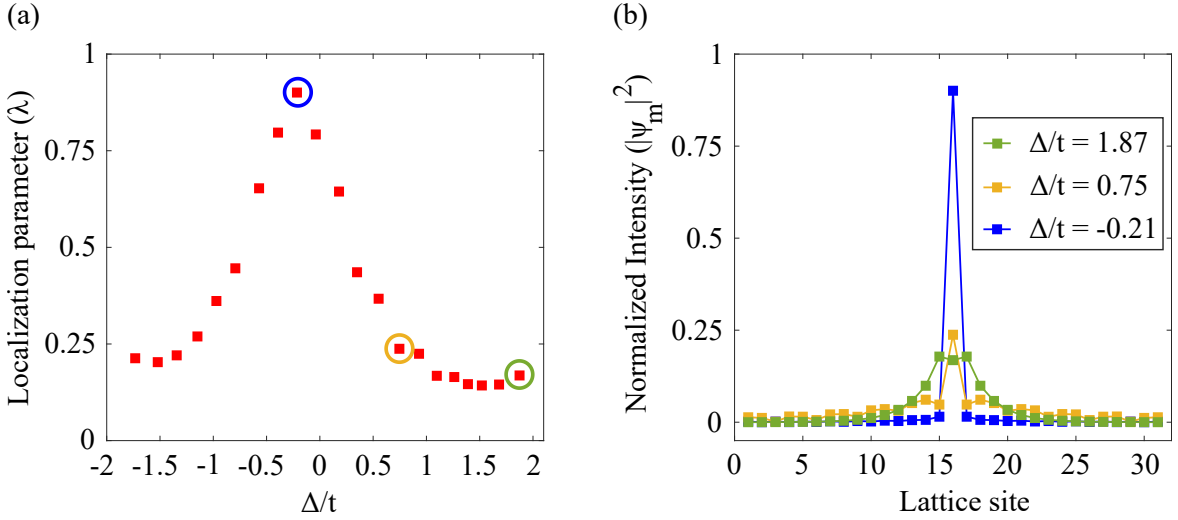 (a)
Localization parameter (λ)
1
0.75
0.5
0.25
0
-2 -1.5 -1 -0.5 0 0.5 1 1.5 2
Δ/t
(b)
Normalized Intensity (|ψm|²)
1
0.75
0.5
0.25
0
0 5 10 15 20 25 30
Lattice site
Δ/t = 1.87
Δ/t = 0.75
Δ/t = -0.21